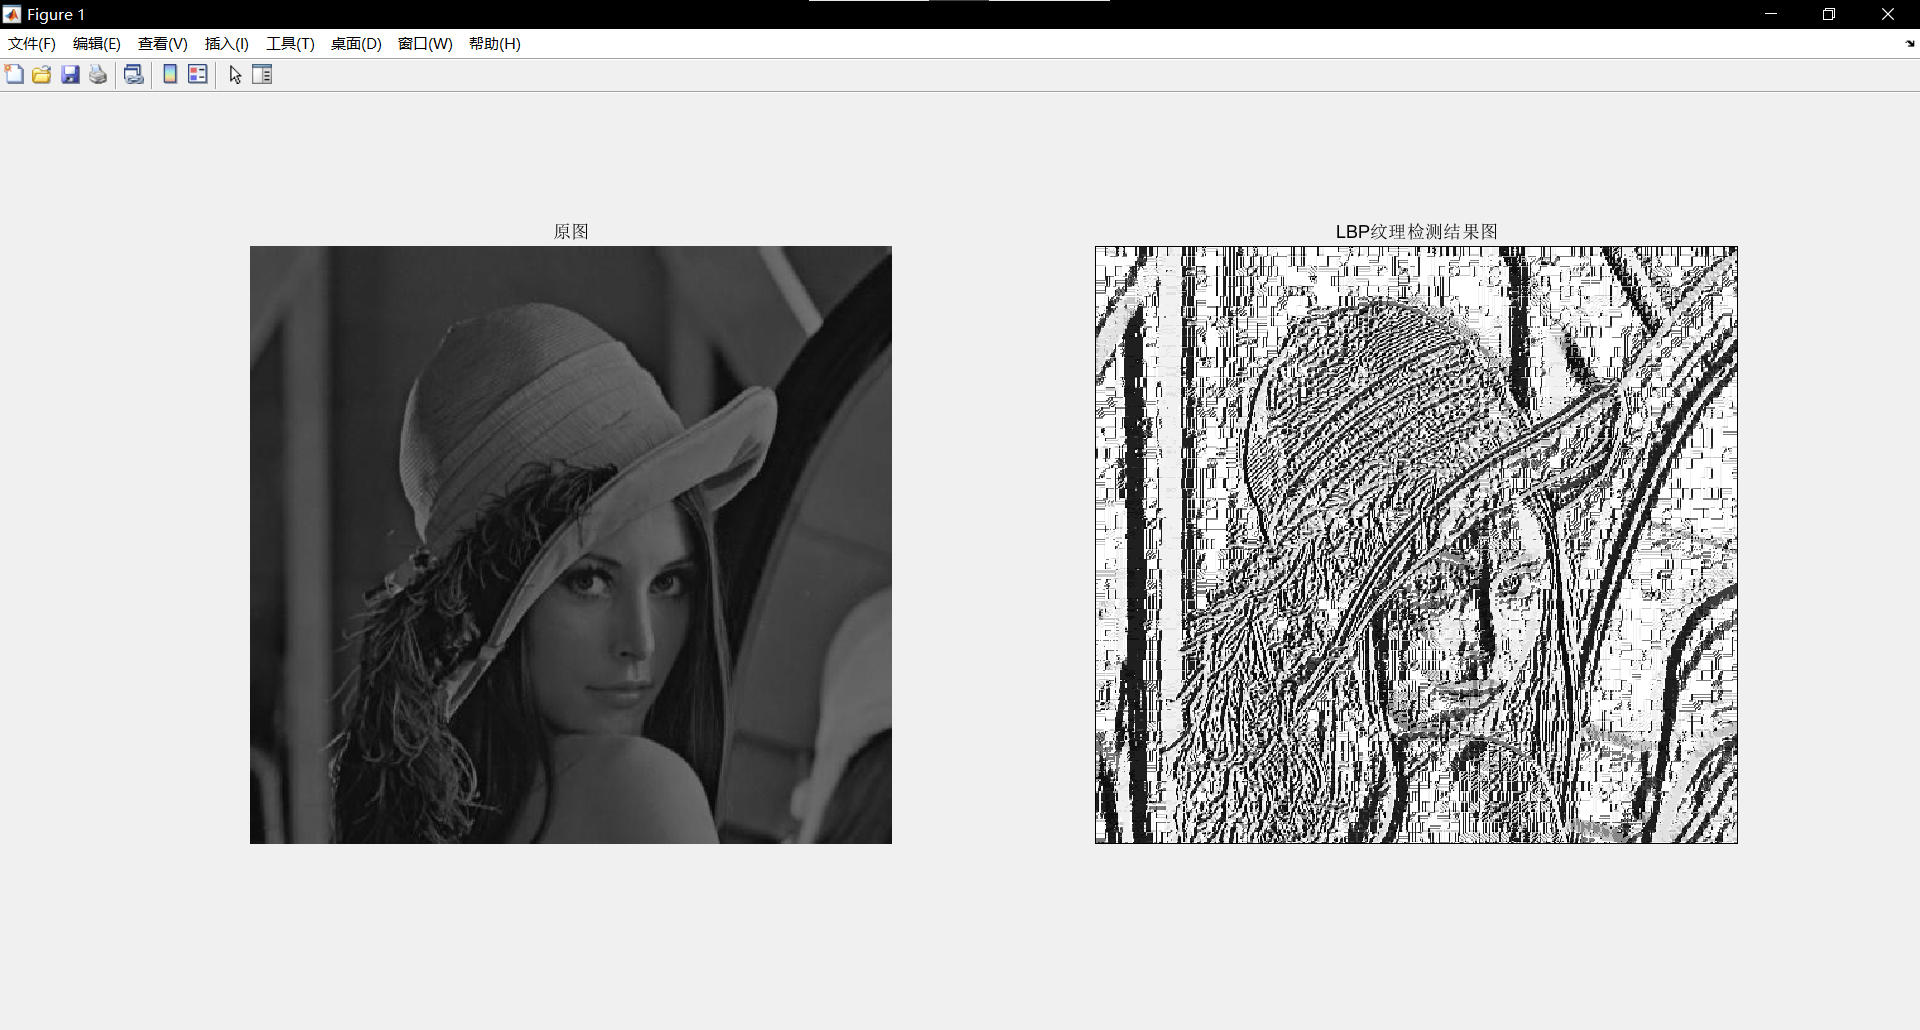 Figure 1
文件(F) 编辑(E) 查看(V) 插入(I) 工具(T) 桌面(D) 窗口(W) 帮助(H)
原图
LBP纹理检测结果图